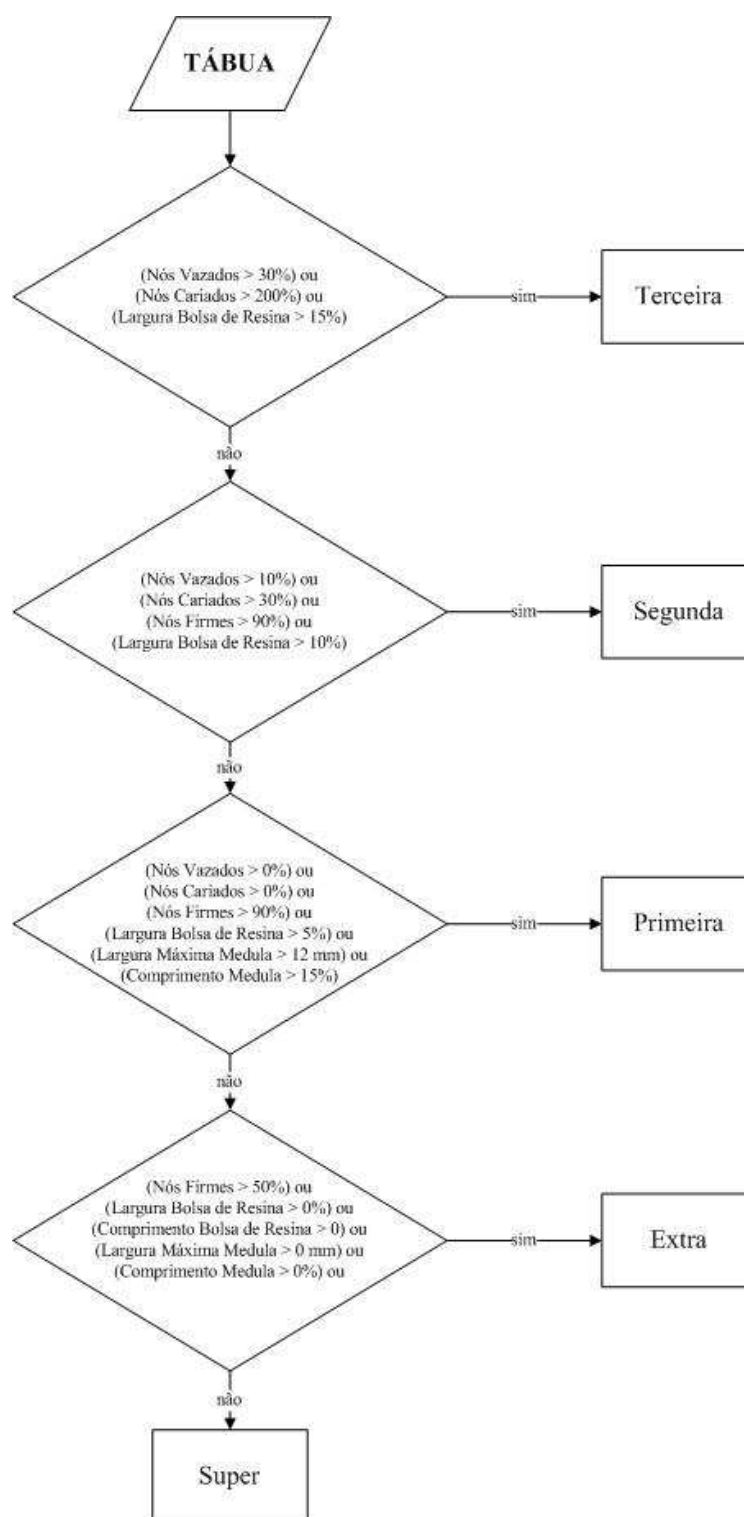 TÁBUA
(Nós Vazados > 30%) ou
(Nós Cariados > 200%) ou
(Largura Bolsa de Resina > 15%)
sim
Terceira
não
(Nós Vazados > 10%) ou
(Nós Cariados > 30%) ou
(Nós Firmes > 90%) ou
(Largura Bolsa de Resina > 10%)
sim
Segunda
não
(Nós Vazados > 0%) ou
(Nós Cariados > 0%) ou
(Nós Firmes > 90%) ou
(Largura Bolsa de Resina > 5%) ou
(Largura Máxima Medula > 12 mm) ou
(Comprimento Medula > 15%)
sim
Primeira
não
(Nós Firmes > 50%) ou
(Largura Bolsa de Resina > 0%) ou
(Comprimento Bolsa de Resina > 0) ou
(Largura Máxima Medula > 0 mm) ou
(Comprimento Medula > 0%) ou
sim
Extra
não
Super